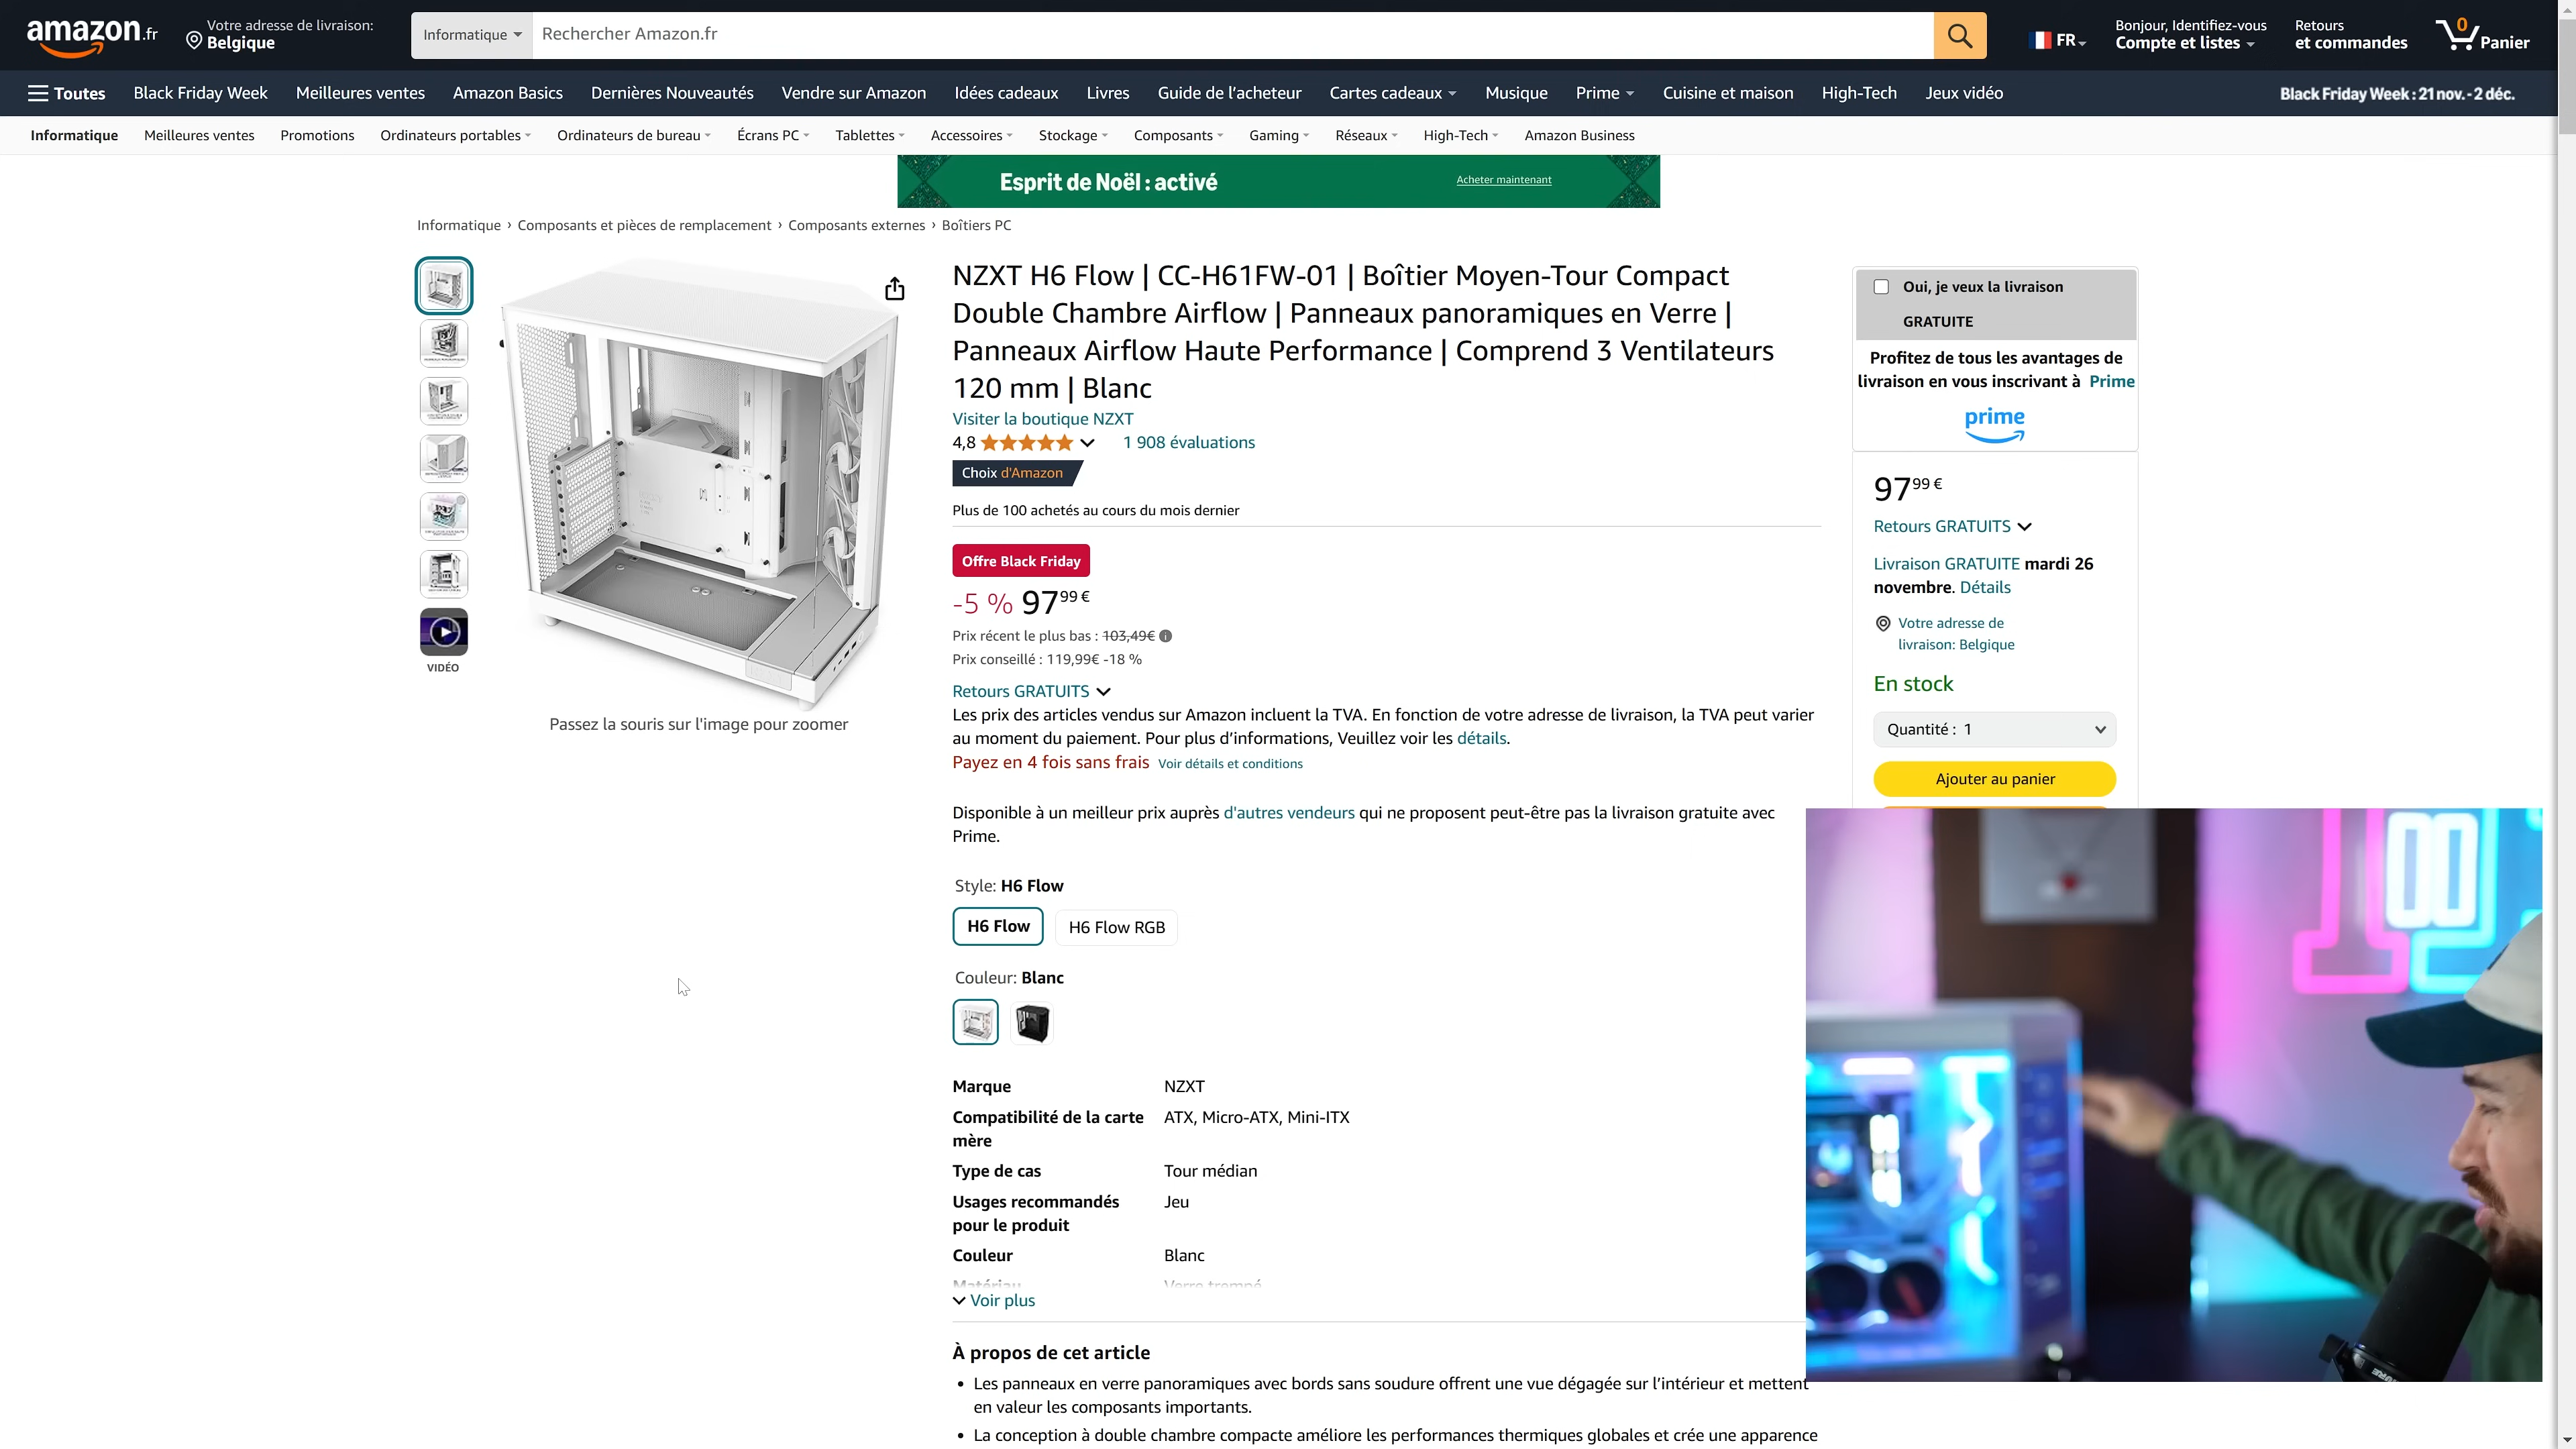 amazon.fr
Votre adresse de livraison:
Belgique
Informatique
Rechercher Amazon.fr
FR
Bonjour, Identifiez-vous
Compte et listes
Retours
et commandes
0
Panier
Toutes
Black Friday Week
Meilleures ventes
Amazon Basics
Dernières Nouveautés
Vendre sur Amazon
Idées cadeaux
Livres
Guide de l'acheteur
Cartes cadeaux
Musique
Prime
Cuisine et maison
High-Tech
Jeux vidéo
Black Friday Week : 21 nov. - 2 déc.
Informatique
Meilleures ventes
Promotions
Ordinateurs portables
Ordinateurs de bureau
Écrans PC
Tablettes
Accessoires
Stockage
Composants
Gaming
Réseaux
High-Tech
Amazon Business
Esprit de Noël : activé
Acheter maintenant
Informatique › Composants et pièces de remplacement › Composants externes › Boîtiers PC
VIDÉO
Passez la souris sur l'image pour zoomer
NZXT H6 Flow | CC-H61FW-01 | Boîtier Moyen-Tour Compact
Double Chambre Airflow | Panneaux panoramiques en Verre |
Panneaux Airflow Haute Performance | Comprend 3 Ventilateurs
120 mm | Blanc
Visiter la boutique NZXT
4,8
1 908 évaluations
Choix d'Amazon
Plus de 100 achetés au cours du mois dernier
Offre Black Friday
-5 % 97 99 €
Prix récent le plus bas : 103,49€
Prix conseillé : 119,99€ -18 %
Retours GRATUITS
Les prix des articles vendus sur Amazon incluent la TVA. En fonction de votre adresse de livraison, la TVA peut varier
au moment du paiement. Pour plus d'informations, Veuillez voir les détails.
Payez en 4 fois sans frais Voir détails et conditions
Disponible à un meilleur prix auprès d'autres vendeurs qui ne proposent peut-être pas la livraison gratuite avec
Prime.
Style: H6 Flow
H6 Flow
H6 Flow RGB
Couleur: Blanc
Marque NZXT
Compatibilité de la carte ATX, Micro-ATX, Mini-ITX
mère
Type de cas Tour médian
Usages recommandés Jeu
pour le produit
Couleur Blanc
Matériau Verre trempé
Voir plus
À propos de cet article
• Les panneaux en verre panoramiques avec bords sans soudure offrent une vue dégagée sur l'intérieur et mettent
en valeur les composants importants.
• La conception à double chambre compacte améliore les performances thermiques globales et crée une apparence
Oui, je veux la livraison
GRATUITE
Profitez de tous les avantages de
livraison en vous inscrivant à Prime
prime
97 99 €
Retours GRATUITS
Livraison GRATUITE mardi 26
novembre. Détails
Votre adresse de
livraison: Belgique
En stock
Quantité : 1
Ajouter au panier